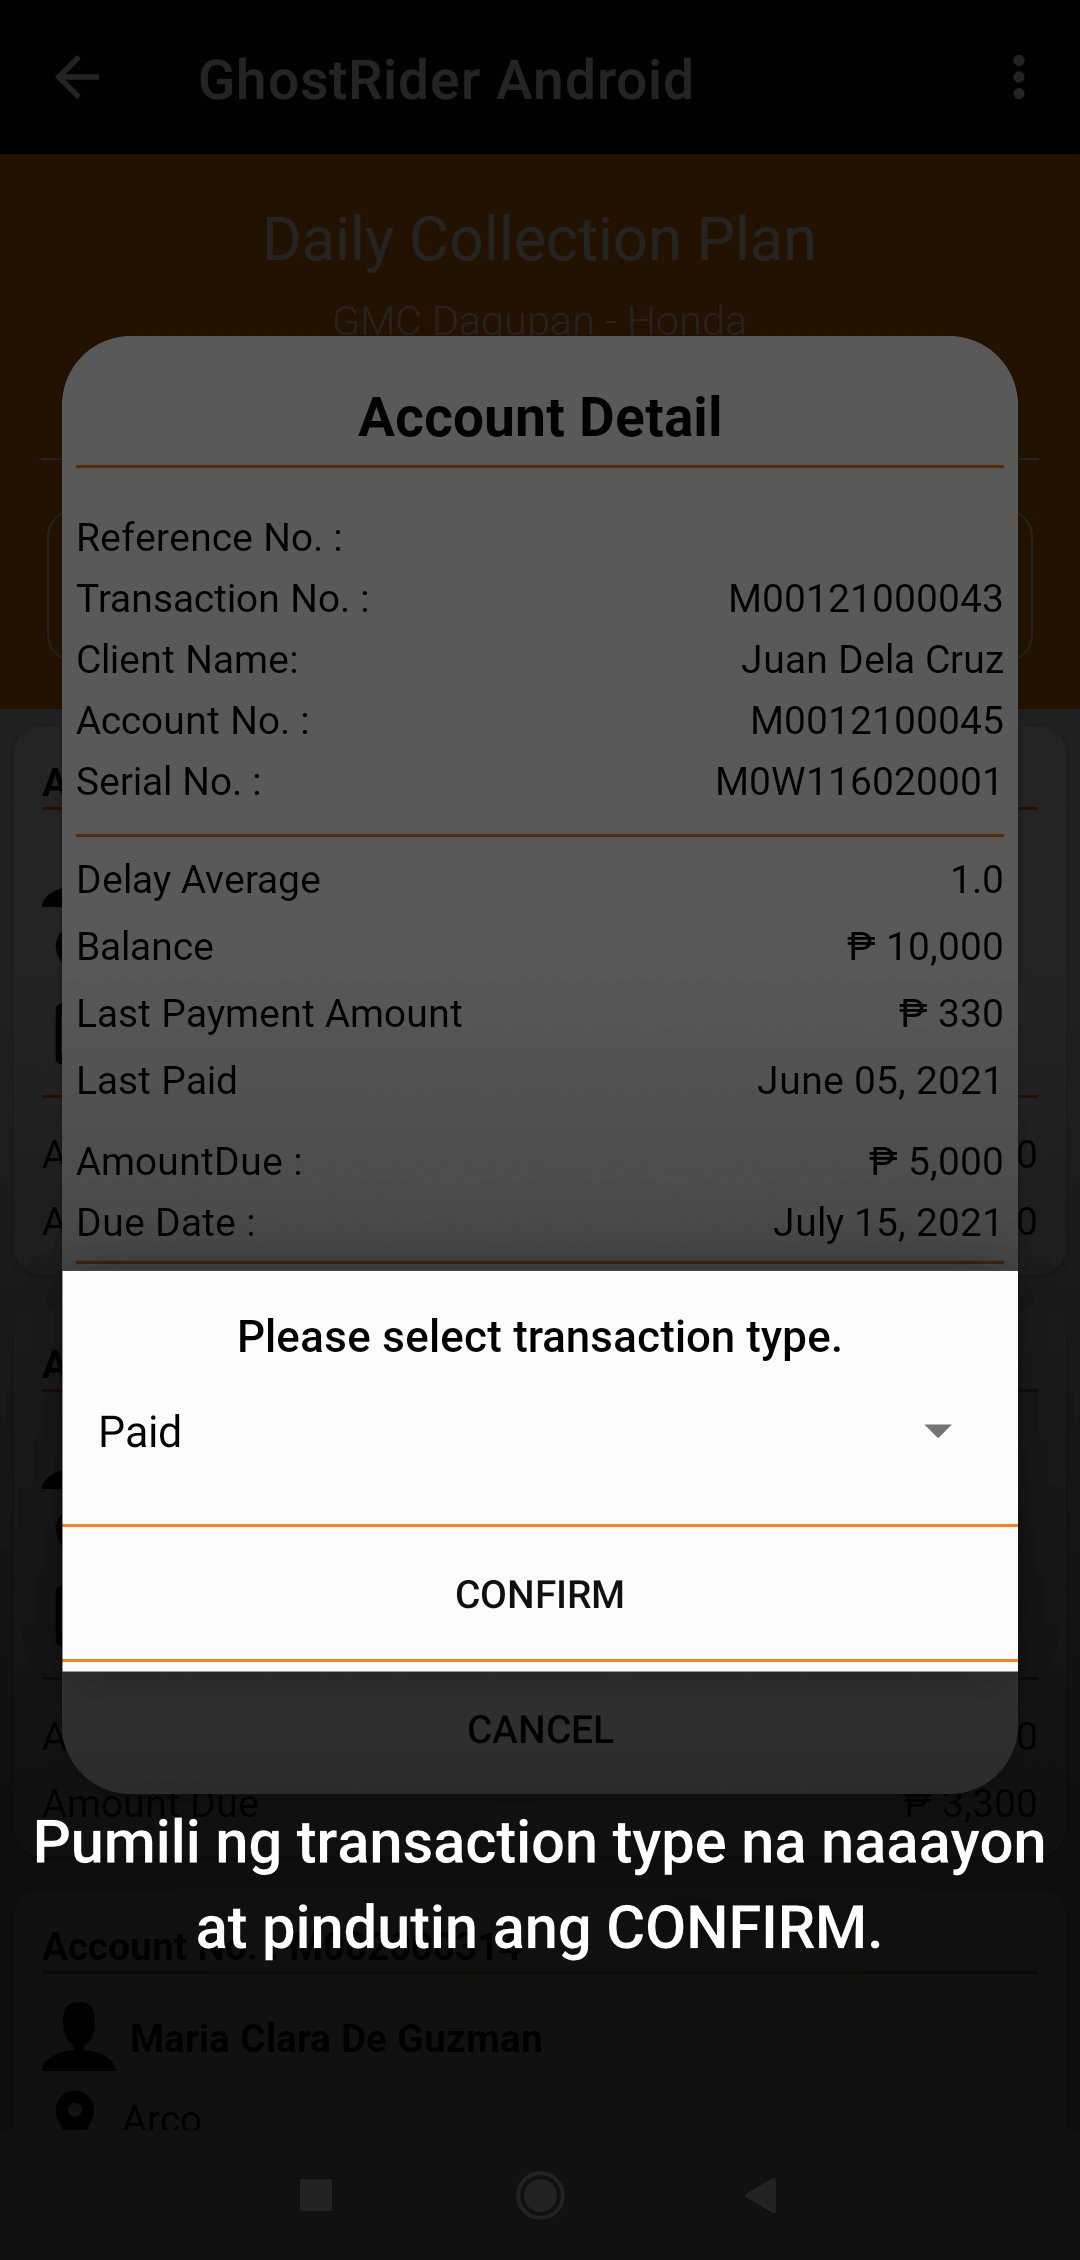 GhostRider Android
Daily Collection Plan
GMC Dagupan - Honda
Account Detail
Reference No. :
Transaction No. : M00121000043
Client Name: Juan Dela Cruz
Account No. : M0012100045
Serial No. : M0W116020001
Delay Average 1.0
Balance ₱ 10,000
Last Payment Amount ₱ 330
Last Paid June 05, 2021
AmountDue : ₱ 5,000
Due Date : July 15, 2021
Please select transaction type.
Paid
CONFIRM
CANCEL
Amount Due ₱ 3,300
Pumili ng transaction type na naaayon
at pindutin ang CONFIRM.
Account No.
Maria Clara De Guzman
Arco